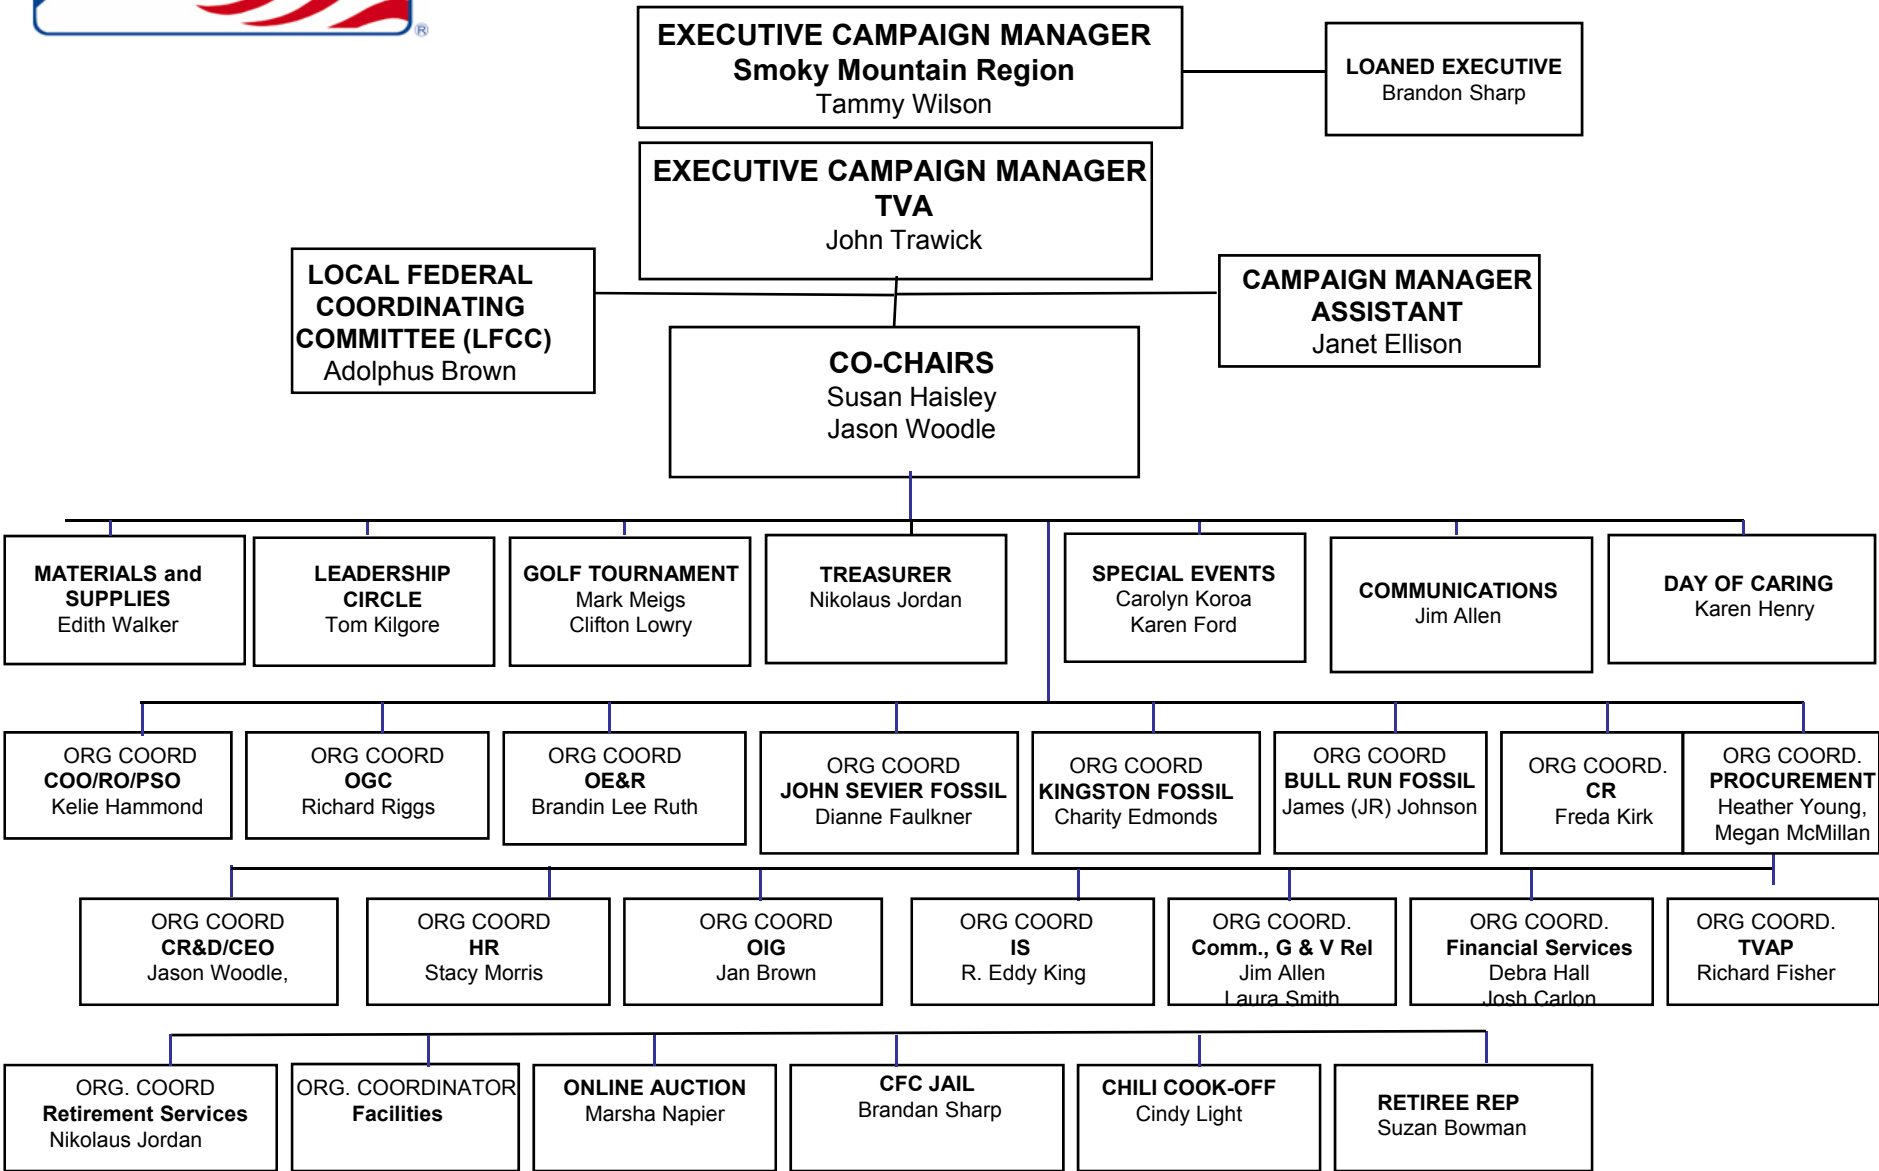 ®
EXECUTIVE CAMPAIGN MANAGER
Smoky Mountain Region
Tammy Wilson
LOANED EXECUTIVE
Brandon Sharp
EXECUTIVE CAMPAIGN MANAGER
TVA
John Trawick
LOCAL FEDERAL
COORDINATING
COMMITTEE (LFCC)
Adolphus Brown
CAMPAIGN MANAGER
ASSISTANT
Janet Ellison
CO-CHAIRS
Susan Haisley
Jason Woodle
MATERIALS and
SUPPLIES
Edith Walker
LEADERSHIP
CIRCLE
Tom Kilgore
GOLF TOURNAMENT
Mark Meigs
Clifton Lowry
TREASURER
Nikolaus Jordan
SPECIAL EVENTS
Carolyn Koroa
Karen Ford
COMMUNICATIONS
Jim Allen
DAY OF CARING
Karen Henry
ORG COORD
COO/RO/PSO
Kelie Hammond
ORG COORD
OGC
Richard Riggs
ORG COORD
OE&R
Brandin Lee Ruth
ORG COORD
JOHN SEVIER FOSSIL
Dianne Faulkner
ORG COORD
KINGSTON FOSSIL
Charity Edmonds
ORG COORD
BULL RUN FOSSIL
James (JR) Johnson
ORG COORD.
CR
Freda Kirk
ORG COORD.
PROCUREMENT
Heather Young,
Megan McMillan
ORG COORD
CR&D/CEO
Jason Woodle,
ORG COORD
HR
Stacy Morris
ORG COORD
OIG
Jan Brown
ORG COORD
IS
R. Eddy King
ORG COORD.
Comm., G & V Rel
Jim Allen
Laura Smith
ORG COORD.
Financial Services
Debra Hall
Josh Carlon
ORG COORD.
TVAP
Richard Fisher
ORG. COORD
Retirement Services
Nikolaus Jordan
ORG. COORDINATOR
Facilities
ONLINE AUCTION
Marsha Napier
CFC JAIL
Brandan Sharp
CHILI COOK-OFF
Cindy Light
RETIREE REP
Suzan Bowman